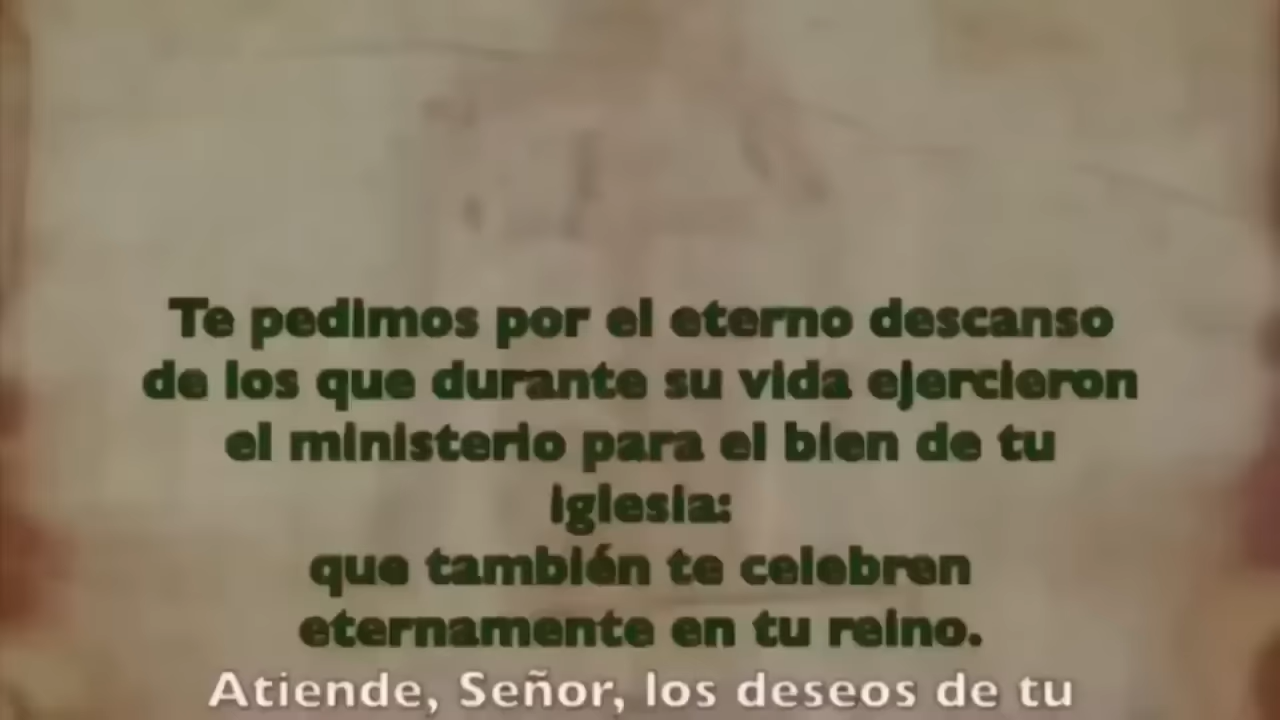 Te pedimos por el eterno descanso
de los que durante su vida ejercieron
el ministerio para el bien de tu
iglesia:
que también te celebren
eternamente en tu reino.
Atiende, Señor, los deseos de tu